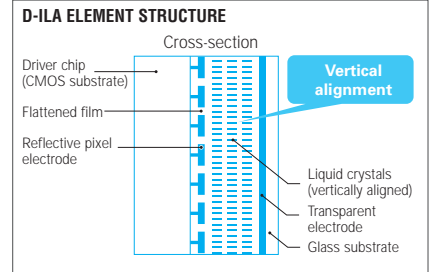 D-ILA ELEMENT STRUCTURE
Cross-section
Driver chip
(CMOS substrate)
Flattened film
Reflective pixel
electrode
Vertical
alignment
Liquid crystals
(vertically aligned)
Transparent
electrode
Glass substrate